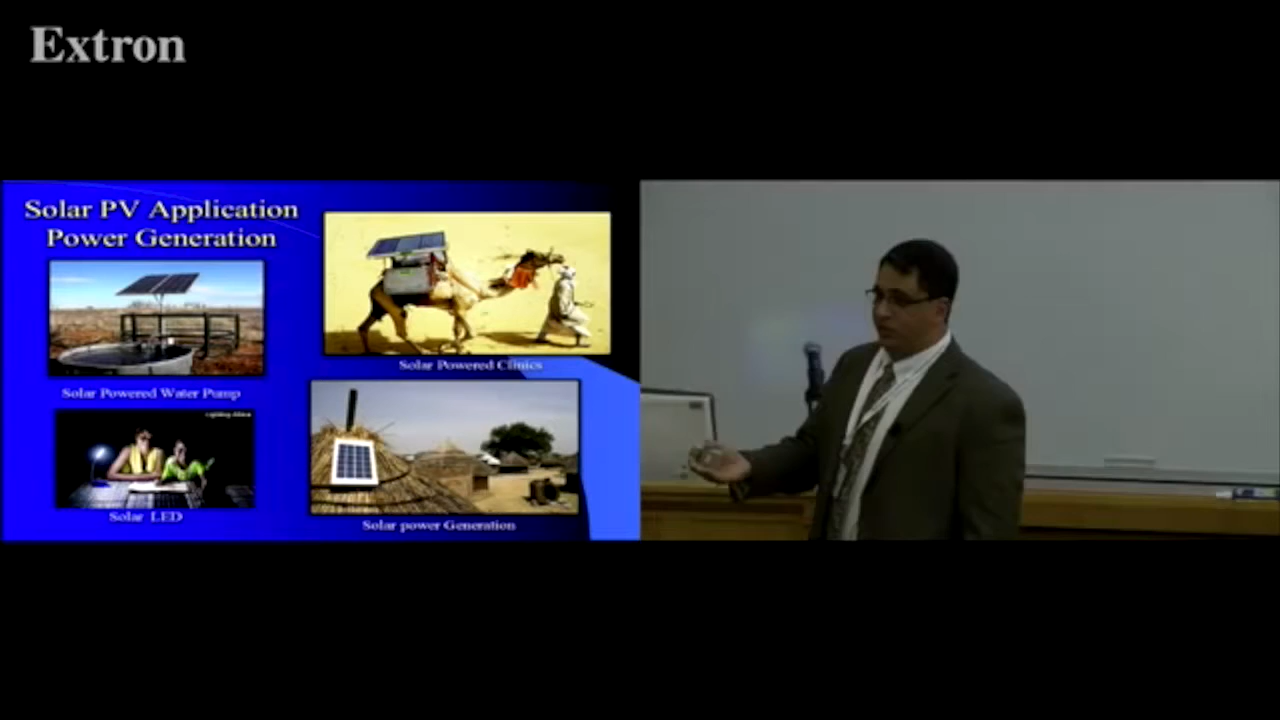 Extron
Solar PV Application
Power Generation
Solar Powered Clinics
Solar Powered Water Pump
Solar LED
Solar power Generation